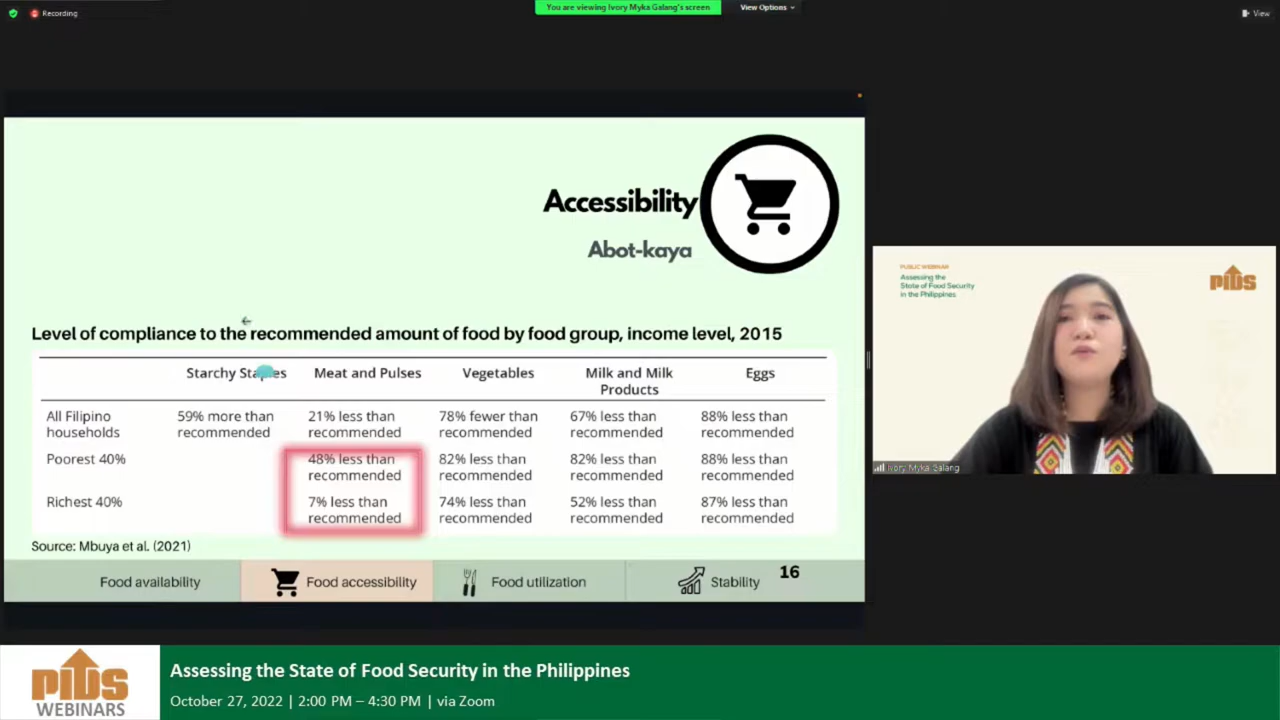 Recording
You are viewing Ivory Myka Galang's screen
View Options
View
Accessibility
Abot-kaya
Level of compliance to the recommended amount of food by food group, income level, 2015
Starchy Staples Meat and Pulses Vegetables Milk and Milk Products Eggs
All Filipino households 59% more than recommended 21% less than recommended 78% fewer than recommended 67% less than recommended 88% less than recommended
Poorest 40% 48% less than recommended 82% less than recommended 82% less than recommended 88% less than recommended
Richest 40% 7% less than recommended 74% less than recommended 52% less than recommended 87% less than recommended
Source: Mbuya et al. (2021)
Food availability
Food accessibility
Food utilization
Stability
16
PUBLIC WEBINAR
Assessing the
State of Food Security
in the Philippines
PIDS
Ivory Myka Galang
PIDS
WEBINARS
Assessing the State of Food Security in the Philippines
October 27, 2022 | 2:00 PM – 4:30 PM | via Zoom